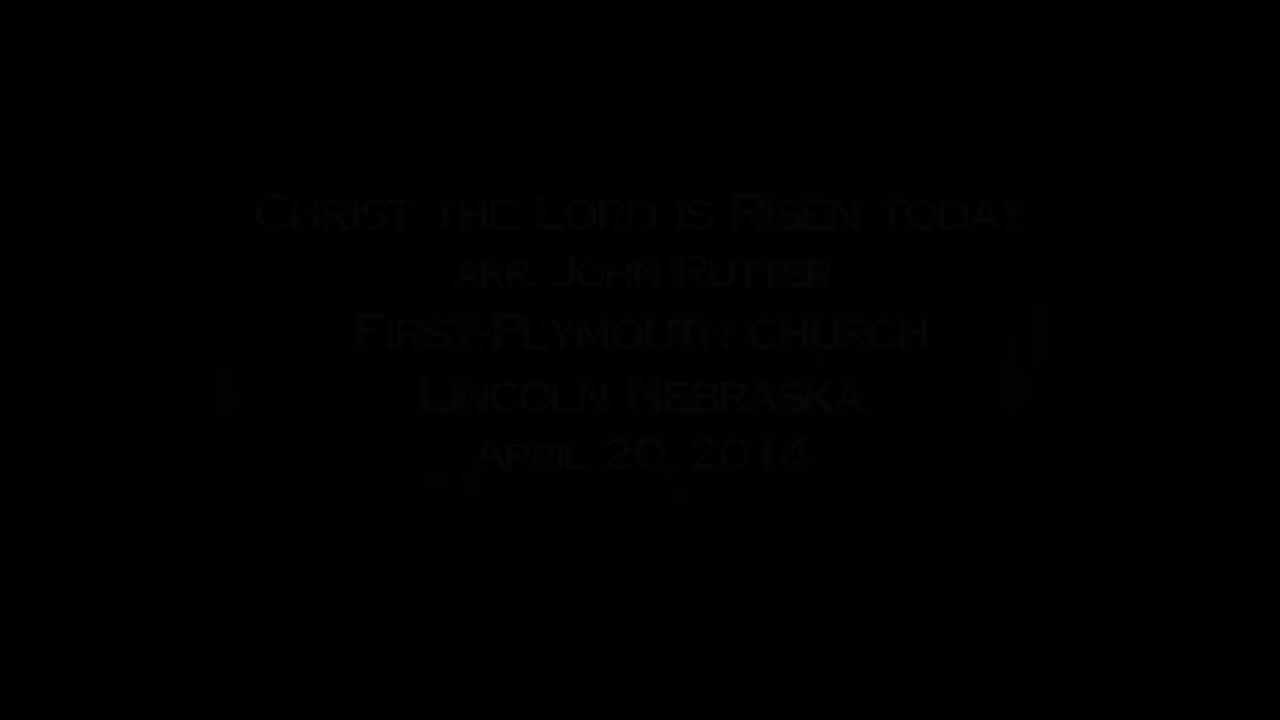 Christ the Lord is Risen today
arr. John Rutter
First-Plymouth church
Lincoln Nebraska
April 20, 2014